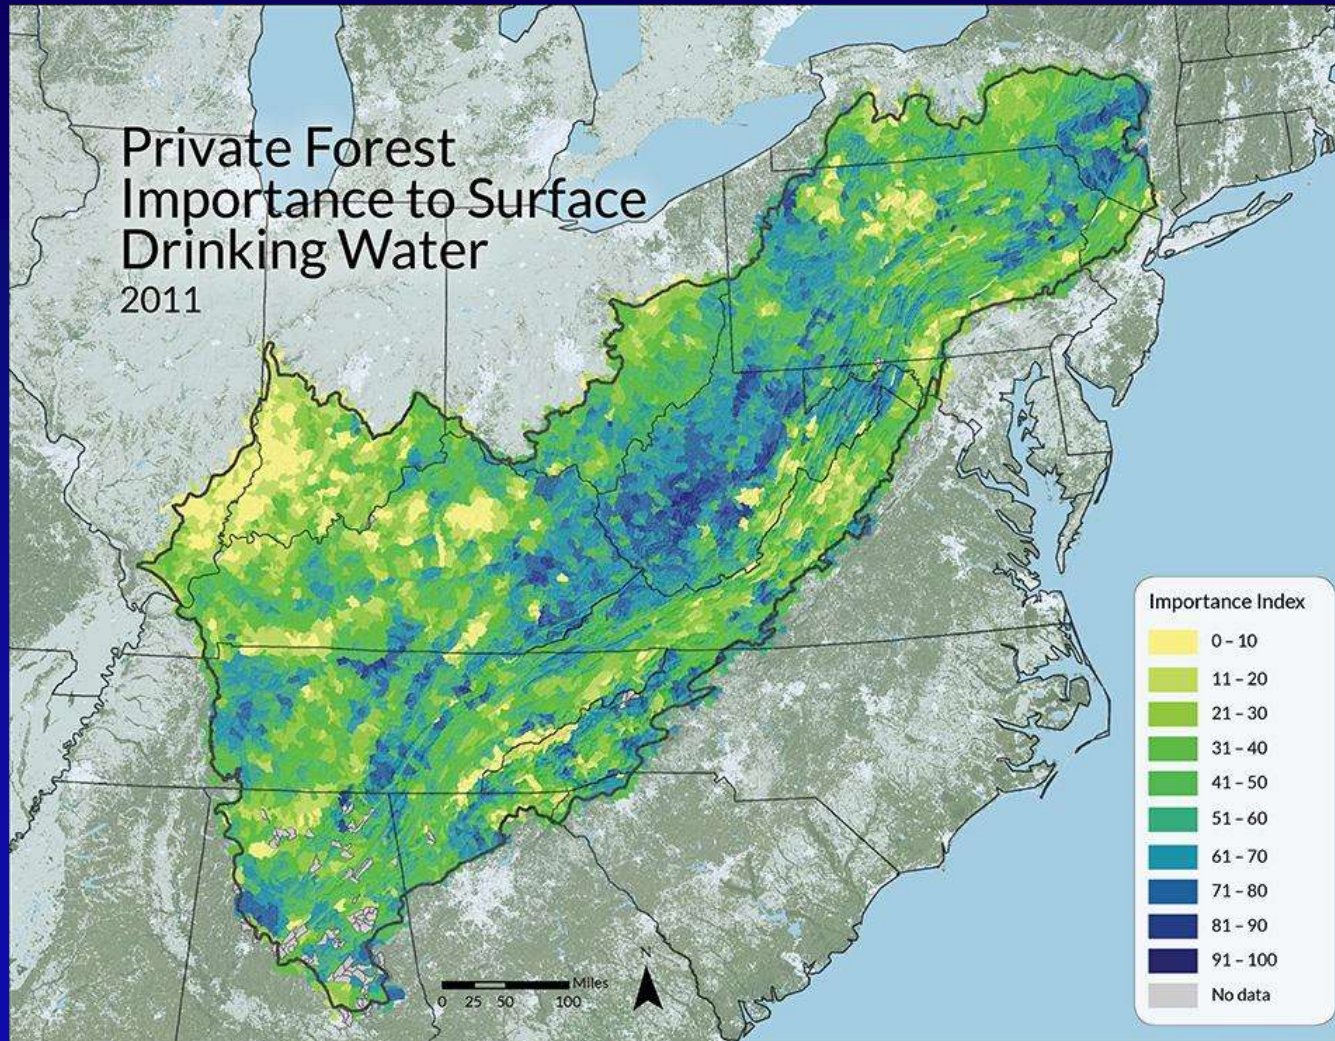 Private Forest
Importance to Surface
Drinking Water
2011
Importance Index
0 – 10
11 – 20
21 – 30
31 – 40
41 – 50
51 – 60
61 – 70
71 – 80
81 – 90
91 – 100
No data
N
Miles
0 25 50 100